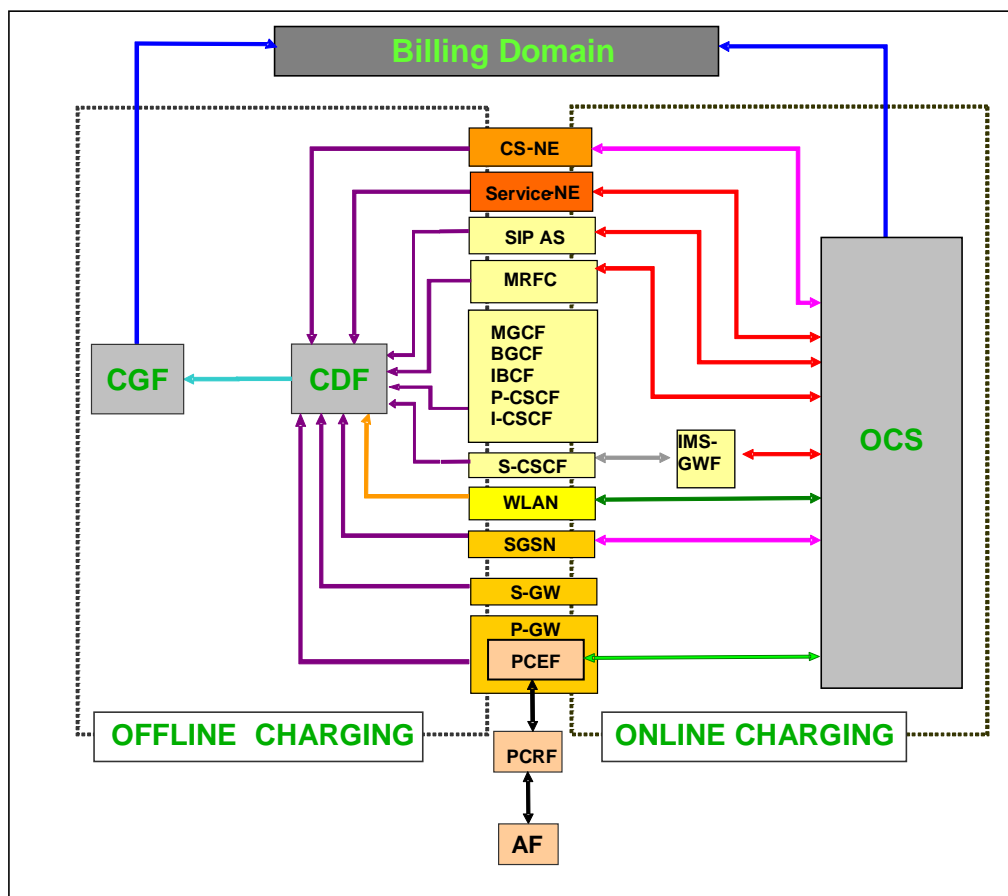 Billing Domain
CS-NE
Service-NE
SIP AS
MRFC
MGCF
BGCF
IBCF
P-CSCF
I-CSCF
CGF
CDF
OCS
IMS-
GWF
S-CSCF
WLAN
SGSN
S-GW
P-GW
PCEF
OFFLINE CHARGING
ONLINE CHARGING
PCRF
AF